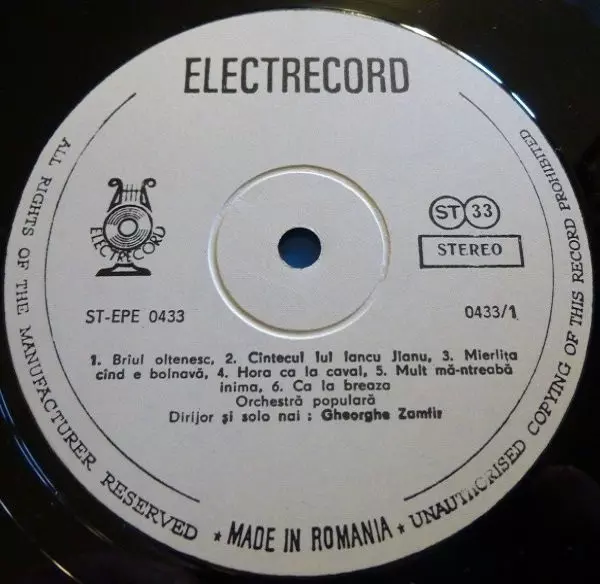 ELECTRECORD
ELECTRECORD
ST 33
STEREO
ST-EPE 0433
0433/1
1. Briul oltenesc, 2. Cîntecul lui Iancu Jianu, 3. Mierlița
cind e bolnavă, 4. Hora ca la caval, 5. Mult mă-ntreabă
inima, 6. Ca la breaza
Orchestră populară
Dirijor și solo nai : Gheorghe Zamfir
ALL RIGHTS OF THE MANUFACTURER RESERVED ★ MADE IN ROMANIA ★ UNAUTHORISED COPYING OF THIS RECORD PROHIBITED